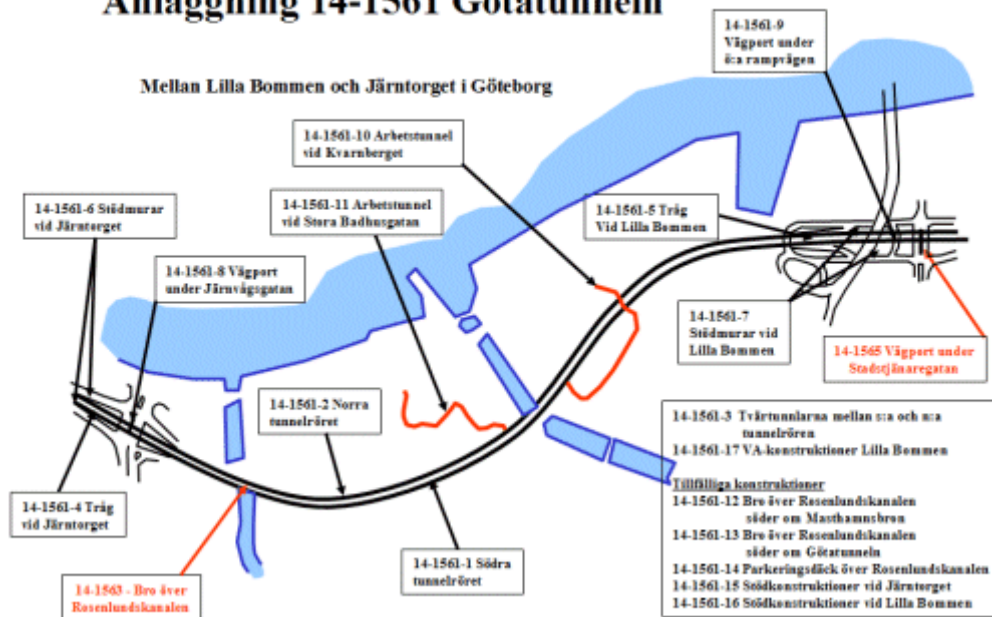 Anläggning 14-1561 Götatunneln
Mellan Lilla Bommen och Järntorget i Göteborg
14-1561-9
Vägport under
ö:a rampvägen
14-1561-10 Arbetstunnel
vid Kvarnberget
14-1561-11 Arbetstunnel
vid Stora Badhusgatan
14-1561-5 Tråg
Vid Lilla Bommen
14-1561-6 Stödmurar
vid Järntorget
14-1561-8 Vägport
under Järnvågsgatan
14-1561-7
Stödmurar vid
Lilla Bommen
14-1565 Vägport under
Stadstjänaregatan
14-1561-2 Norra
tunnelröret
14-1561-4 Tråg
vid Järntorget
14-1561-1 Södra
tunnelröret
14-1563 - Bro över
Rosenlundskanalen
14-1561-3 Tvärtunnlarna mellan s:a och n:a
tunnelrören
14-1561-17 VA-konstruktioner Lilla Bommen
Tillfälliga konstruktioner
14-1561-12 Bro över Rosenlundskanalen
söder om Masthamnsbron
14-1561-13 Bro över Rosenlundskanalen
söder om Götatunneln
14-1561-14 Parkeringsdäck över Rosenlundskanalen
14-1561-15 Stödkonstruktioner vid Järntorget
14-1561-16 Stödkonstruktioner vid Lilla Bommen